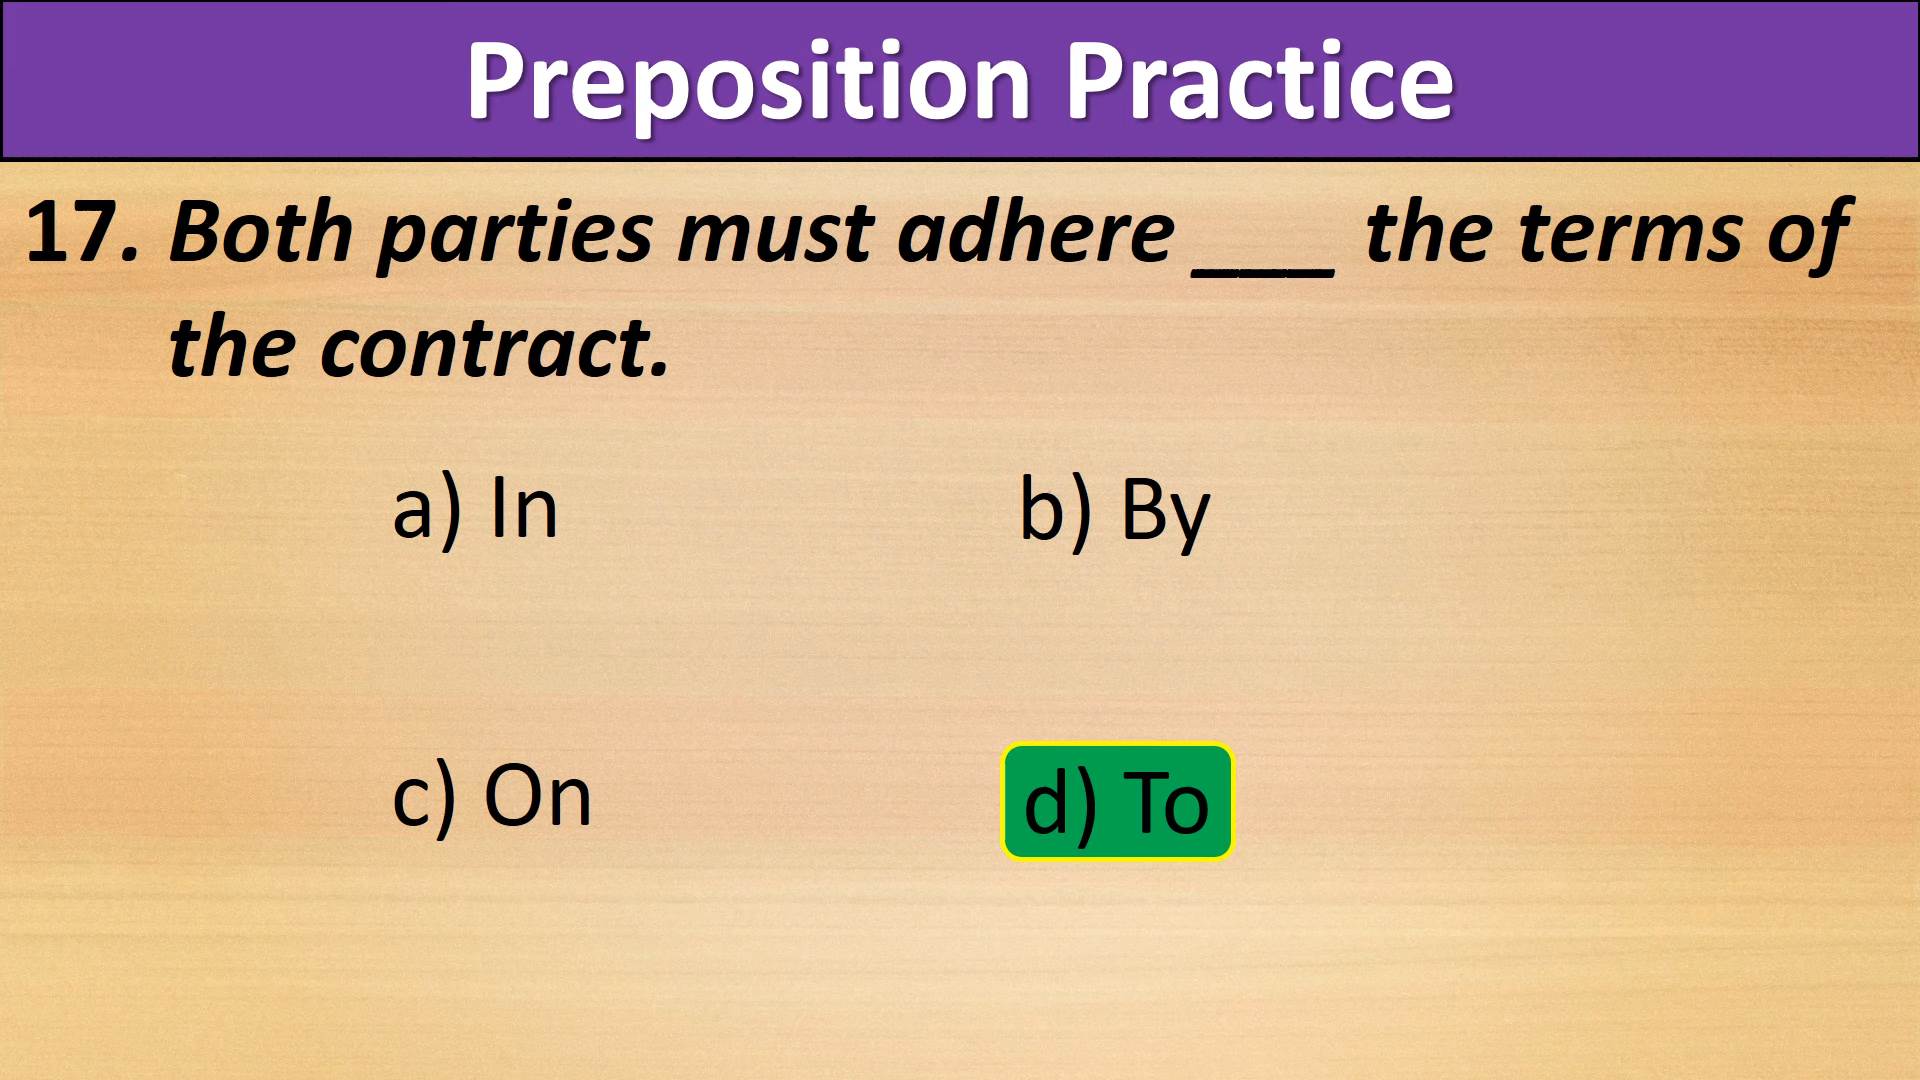 Preposition Practice
17. Both parties must adhere ___ the terms of
the contract.
a) In
b) By
c) On
d) To